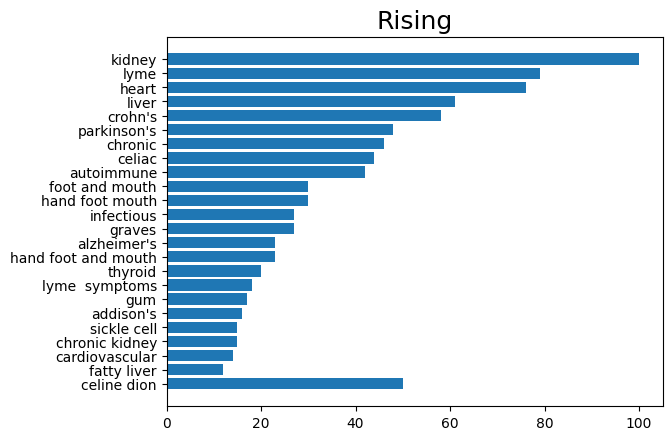 Rising
kidney
lyme
heart
liver
crohn's
parkinson's
chronic
celiac
autoimmune
foot and mouth
hand foot mouth
infectious
graves
alzheimer's
hand foot and mouth
thyroid
lyme  symptoms
gum
addison's
sickle cell
chronic kidney
cardiovascular
fatty liver
celine dion
0 20 40 60 80 100